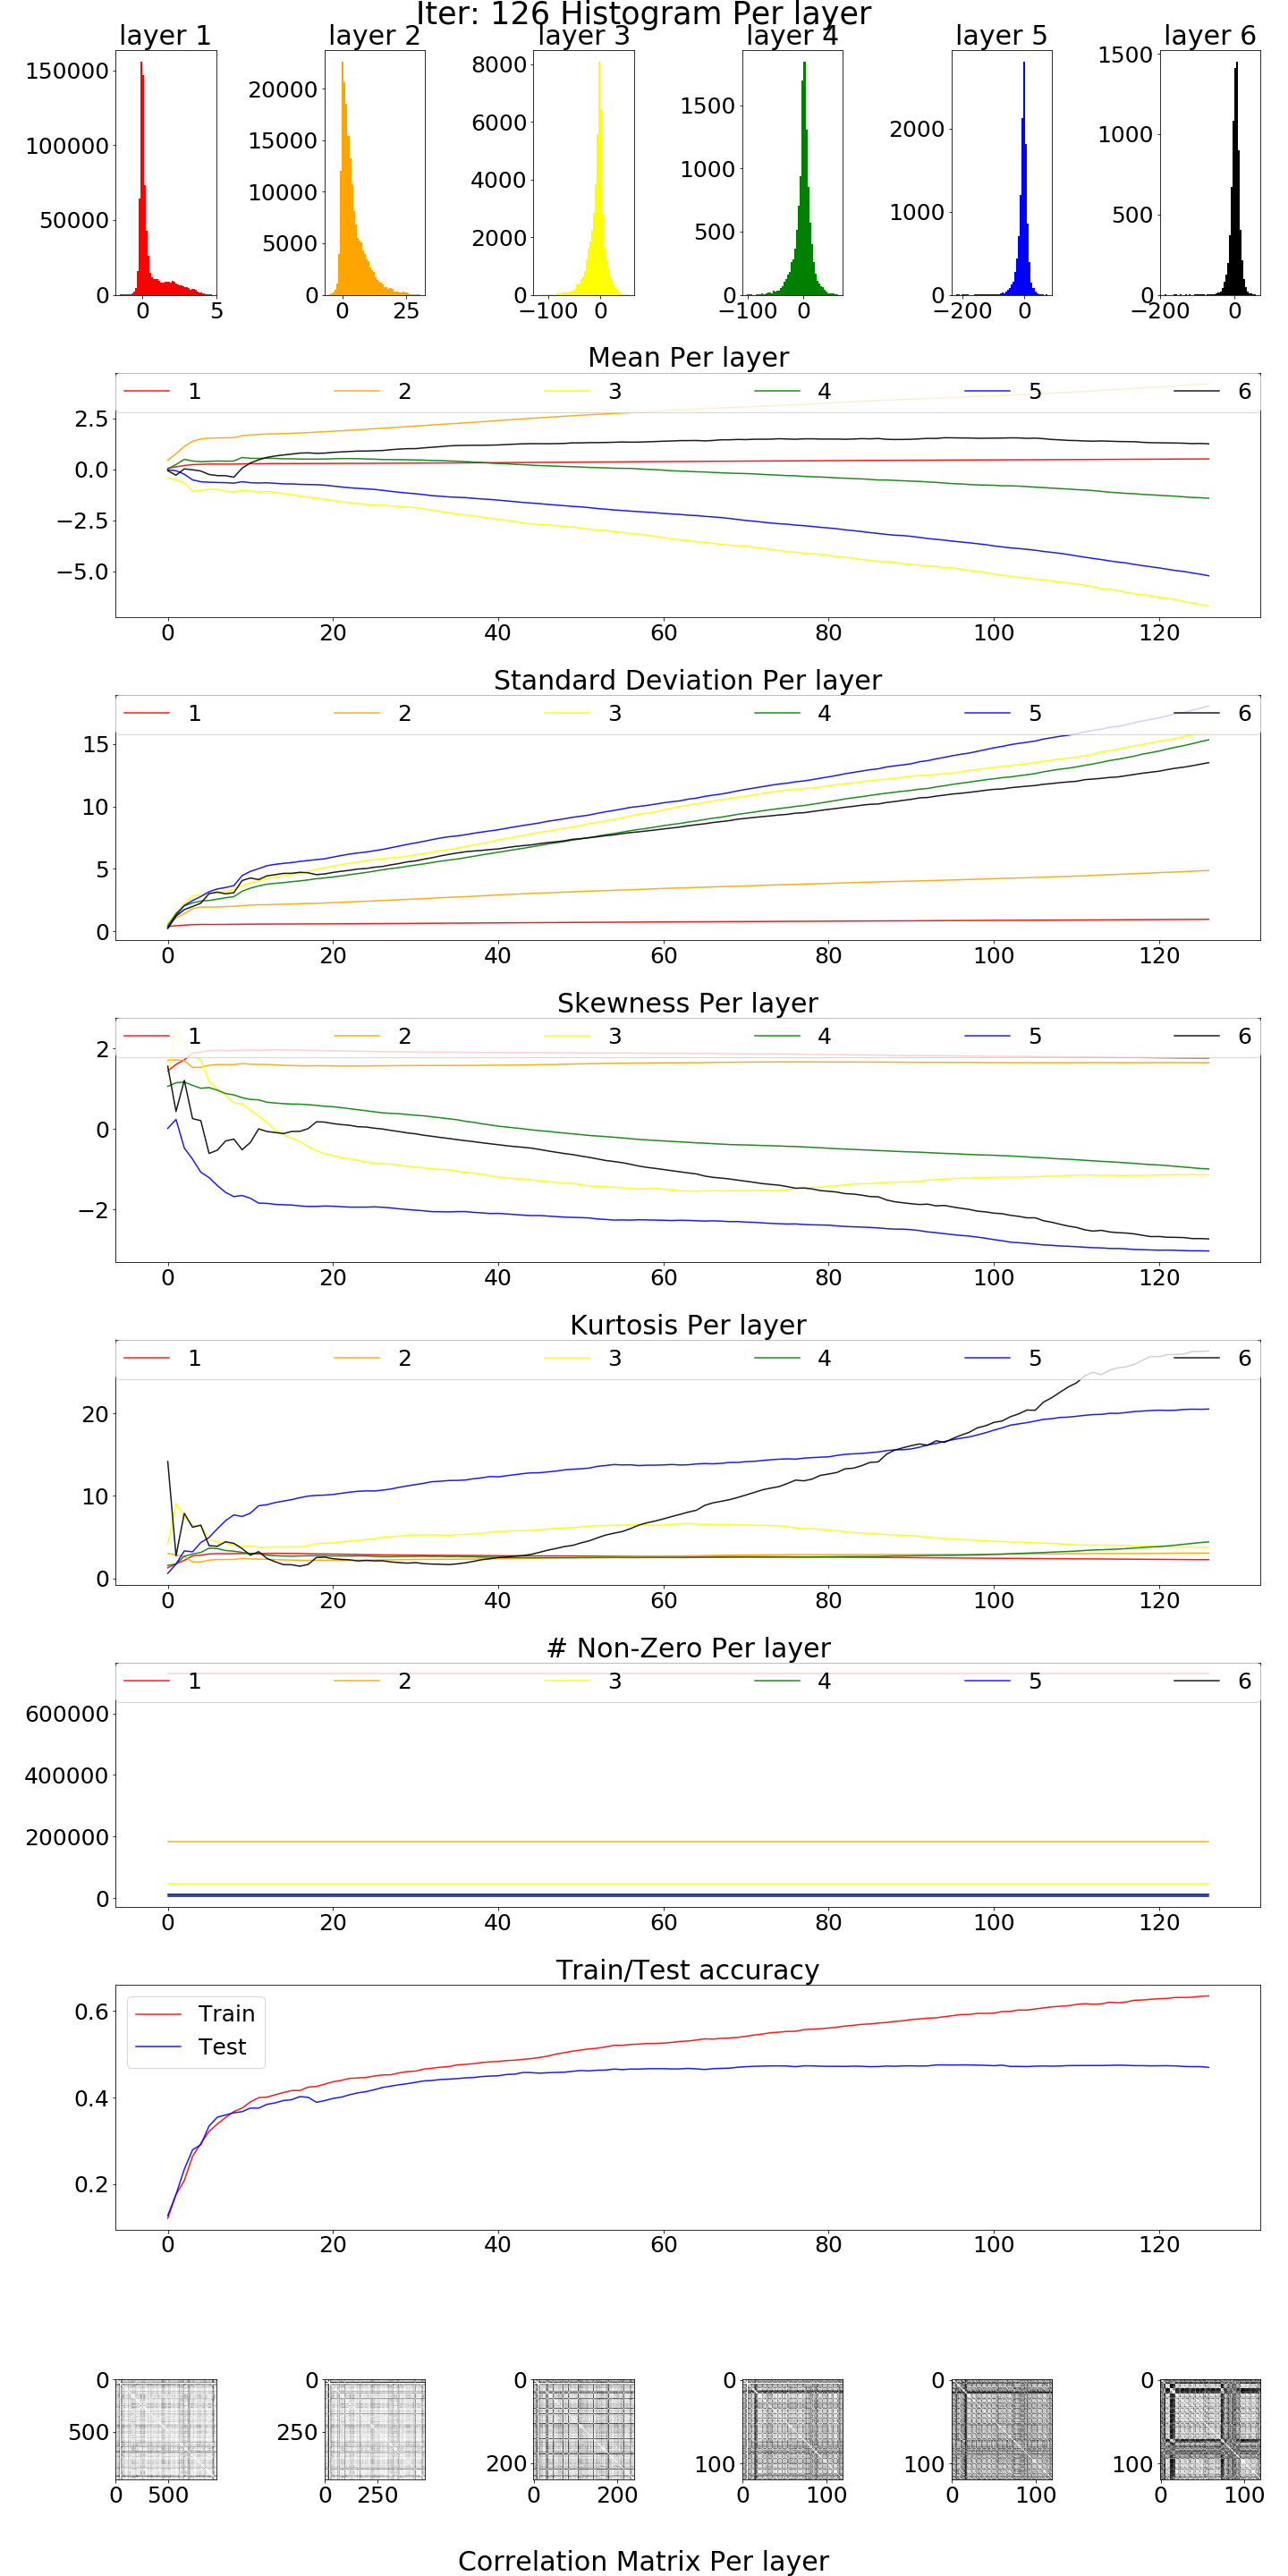 Iter: 126 Histogram Per layer
layer 1 layer 2 layer 3 layer 4 layer 5 layer 6
150000 100000 50000 0
0 5
20000 15000 10000 5000 0
0 25
8000 6000 4000 2000 0
−100 0
1500 1000 500 0
−100 0
2000 1000 0
−200 0
1500 1000 500 0
−200 0
Mean Per layer
1 2 3 4 5 6
2.5
0.0
−2.5
−5.0
0 20 40 60 80 100 120
Standard Deviation Per layer
1 2 3 4 5 6
15
10
5
0
0 20 40 60 80 100 120
Skewness Per layer
1 2 3 4 5 6
2
0
−2
0 20 40 60 80 100 120
Kurtosis Per layer
1 2 3 4 5 6
20
10
0
0 20 40 60 80 100 120
# Non-Zero Per layer
1 2 3 4 5 6
600000
400000
200000
0
0 20 40 60 80 100 120
Train/Test accuracy
Train
Test
0.6
0.4
0.2
0 20 40 60 80 100 120
0 500
0 500
0 250
0 250
0 200
0 200
0 100
0 100
0 100
0 100
0 100
0 100
Correlation Matrix Per layer